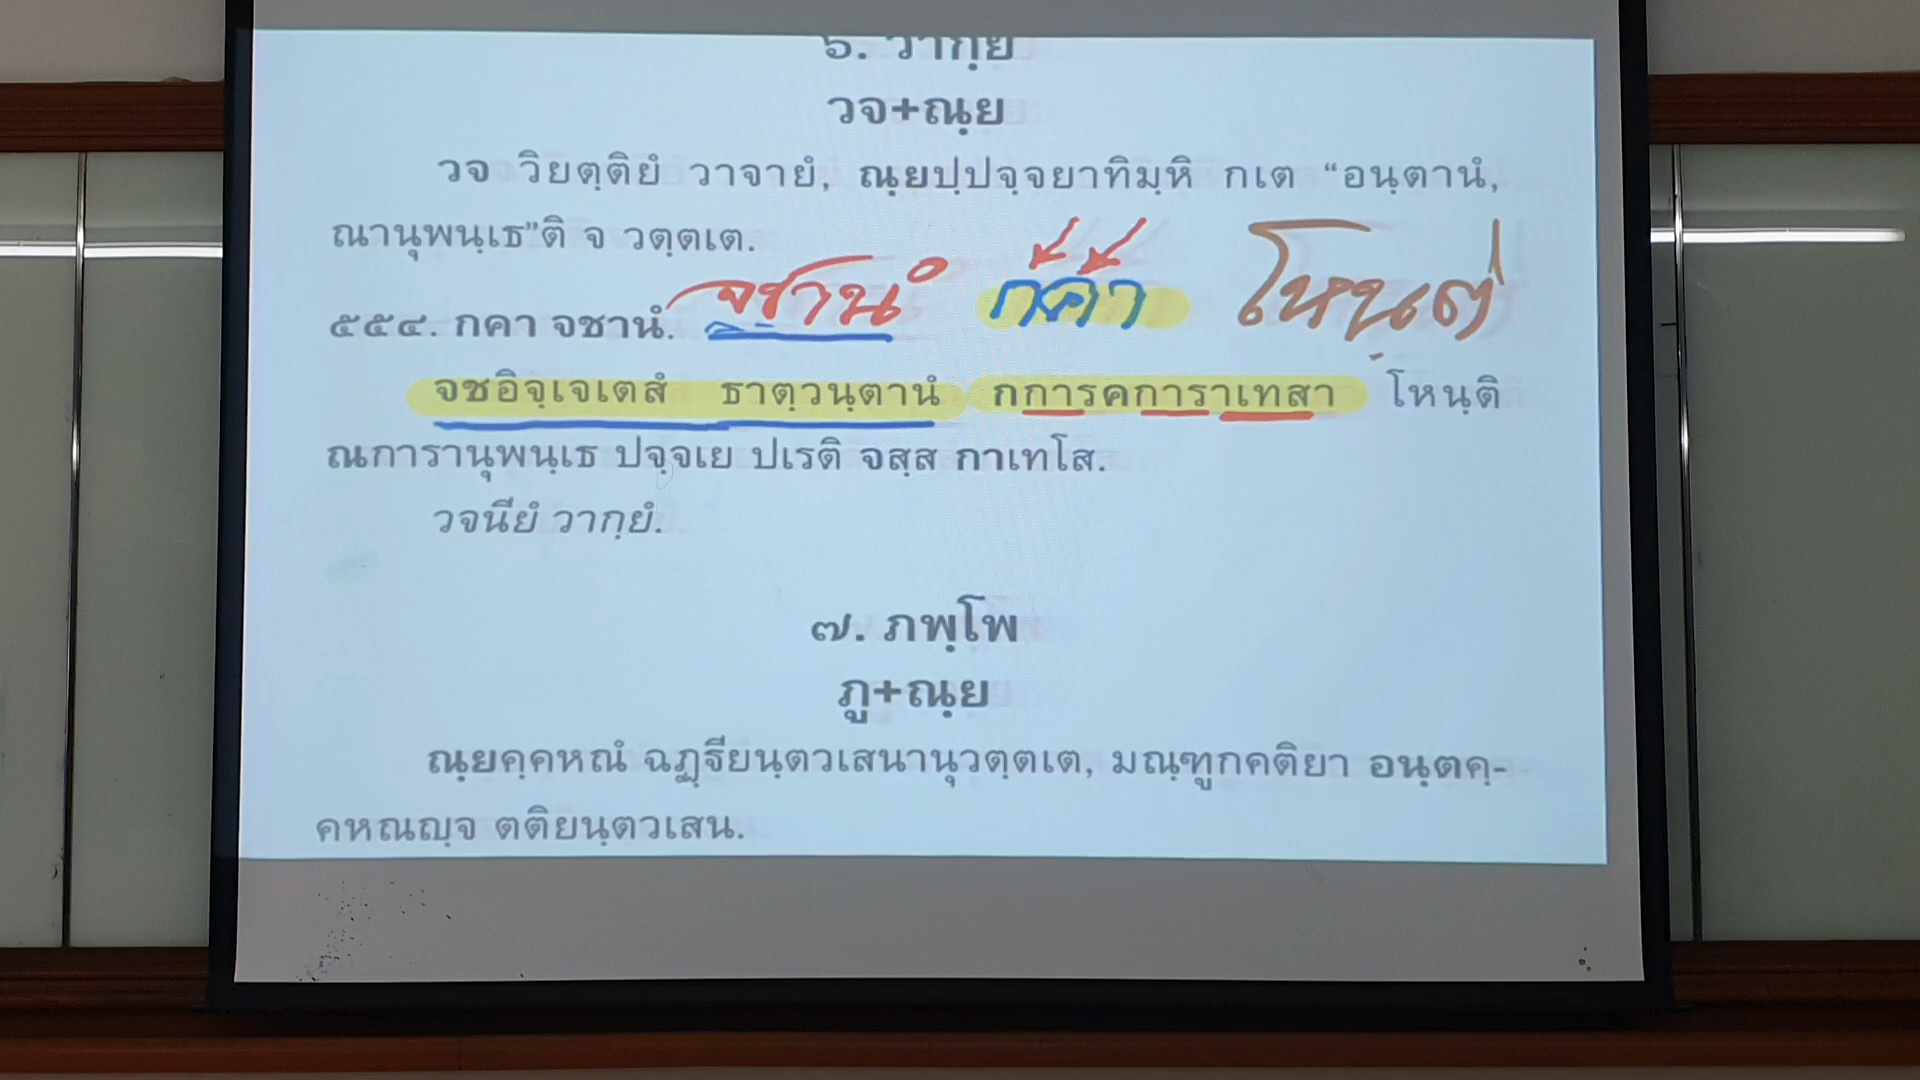 ๖. วากฺย
วจ+ณฺย
วจ วิยตฺติยํ วาจายํ, ณฺยปฺปจฺจยาทิมฺหิ กเต “อนฺตานํ,
ณานุพนฺเธ”ติ จ วตฺตเต.
๕๕๔. กคา จชานํ. จชานํ กคา โหนฺติ
จชอิจฺเจเตสํ ธาตฺวนฺตานํ กการคการาเทสา โหนฺติ
ณการานุพนฺเธ ปจฺจเย ปเรติ จสฺส กาเทโส.
วจนียํ วากฺยํ.
๗. ภพฺโพ
ภู+ณฺย
ณฺยคฺคหณํ ฉฏฺฐียนฺตวเสนานุวตฺตเต, มณฺฑูกคติยา อนฺตคฺ-
คหณญฺจ ตติยนฺตวเสน.